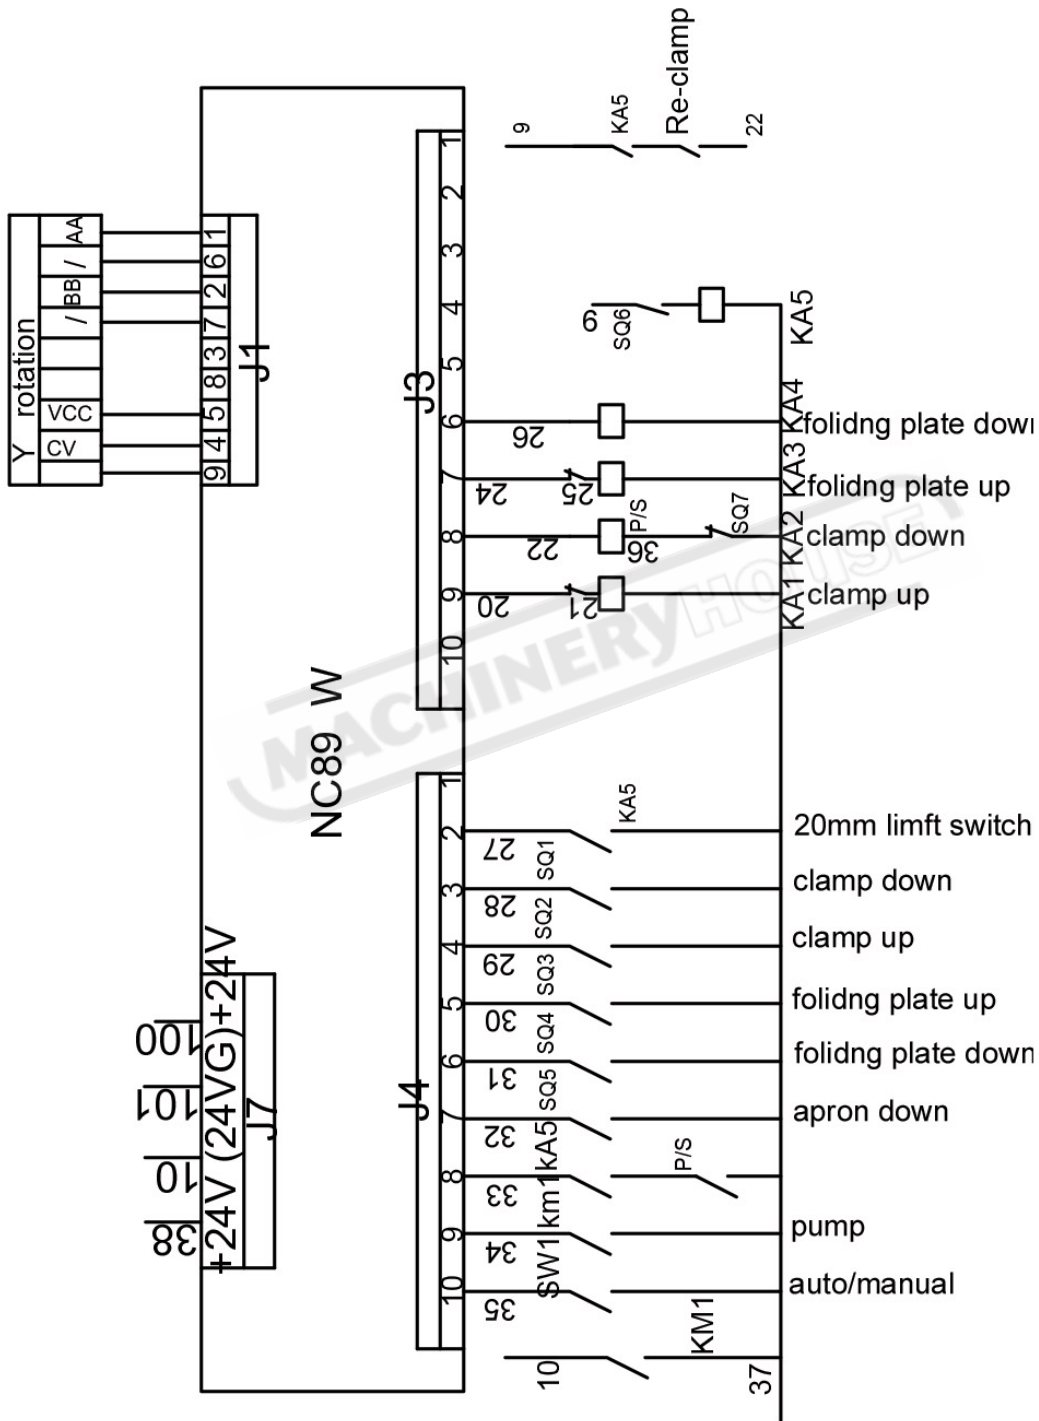 Re-clamp
9
KA5
22
1
2
3
4
5
6
7
8
9
10
J3
Y rotation
AA
/
BB
/
VCC
CV
1
6
2
7
3
8
5
4
9
J1
9
SQ6
KA5
26
KA4
folidng plate down
24
25
KA3
folidng plate up
22
P/S
36
SQ7
KA2
clamp down
20
21
KA1
clamp up
MACHINERYHOUSE
NC89 W
1
2
3
4
5
6
7
8
9
10
J4
KA5
27
20mm limft switch
SQ1
28
clamp down
SQ2
29
clamp up
SQ3
30
folidng plate up
SQ4
31
folidng plate down
SQ5
32
apron down
kA5
33
P/S
km1
34
pump
SW1
35
auto/manual
10
KM1
37
100
101
10
38
+24V (24VG)+24V
J7